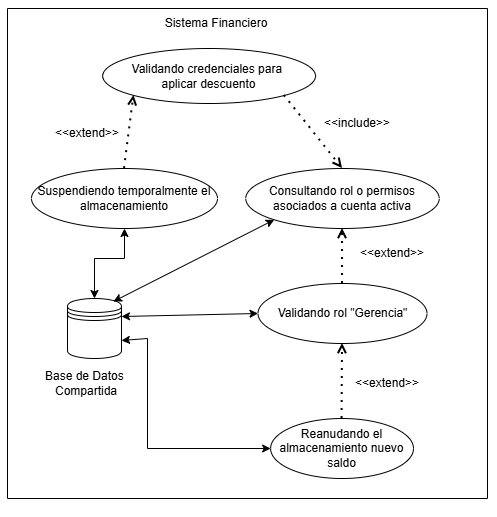 Sistema Financiero
Validando credenciales para
aplicar descuento
<<extend>>
<<include>>
Suspendiendo temporalmente el
almacenamiento
Consultando rol o permisos
asociados a cuenta activa
<<extend>>
Validando rol "Gerencia"
Base de Datos
Compartida
<<extend>>
Reanudando el
almacenamiento nuevo
saldo